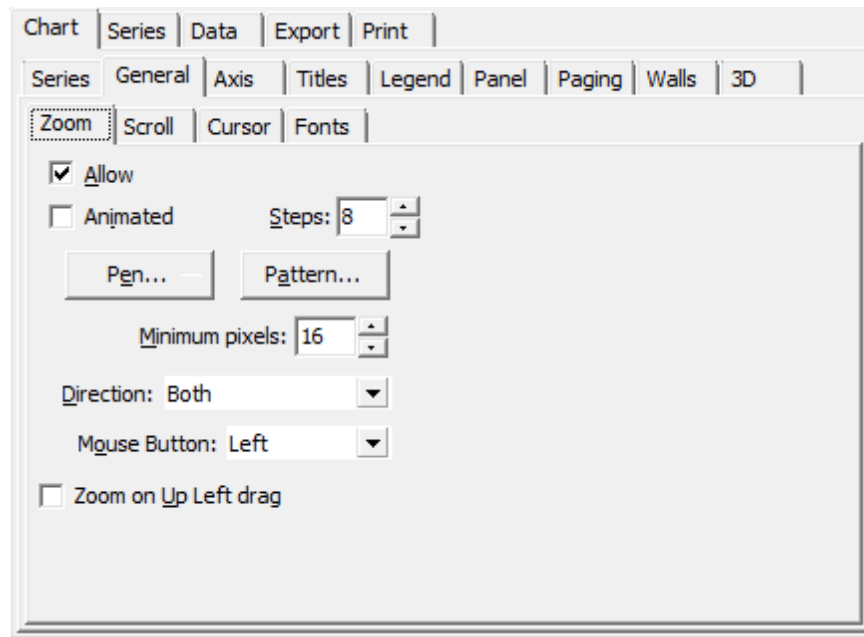 Chart Series Data Export Print
Series General Axis Titles Legend Panel Paging Walls 3D
Zoom Scroll Cursor Fonts
Allow
Animated Steps: 8
Pen... Pattern...
Minimum pixels: 16
Direction: Both
Mouse Button: Left
Zoom on Up Left drag